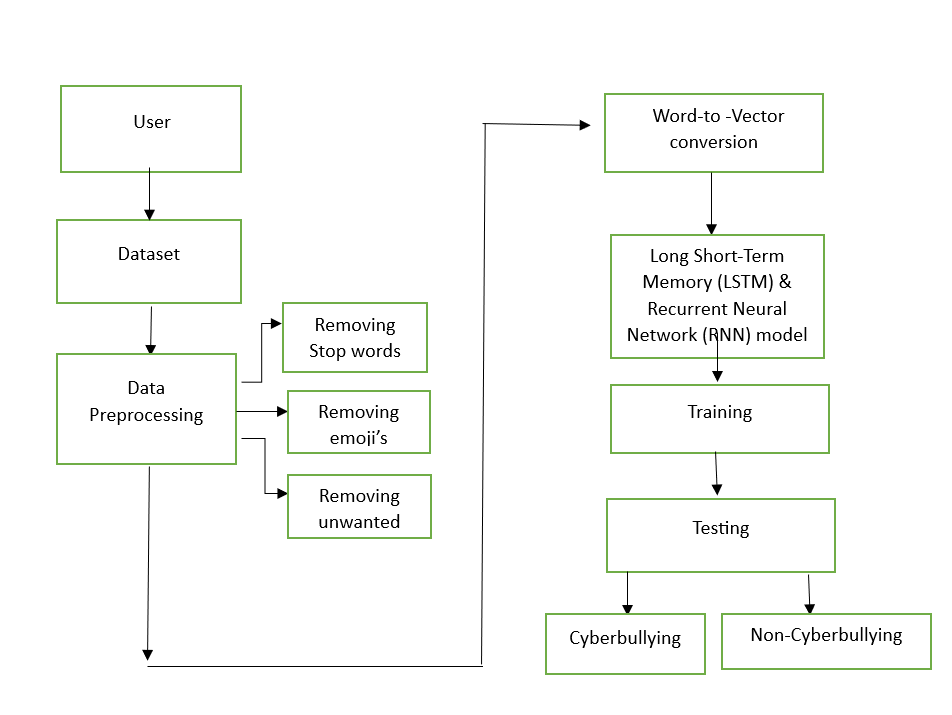 User
Dataset
Data
Preprocessing
Removing
Stop words
Removing
emoji’s
Removing
unwanted
Word-to -Vector
conversion
Long Short-Term
Memory (LSTM) &
Recurrent Neural
Network (RNN) model
Training
Testing
Cyberbullying
Non-Cyberbullying